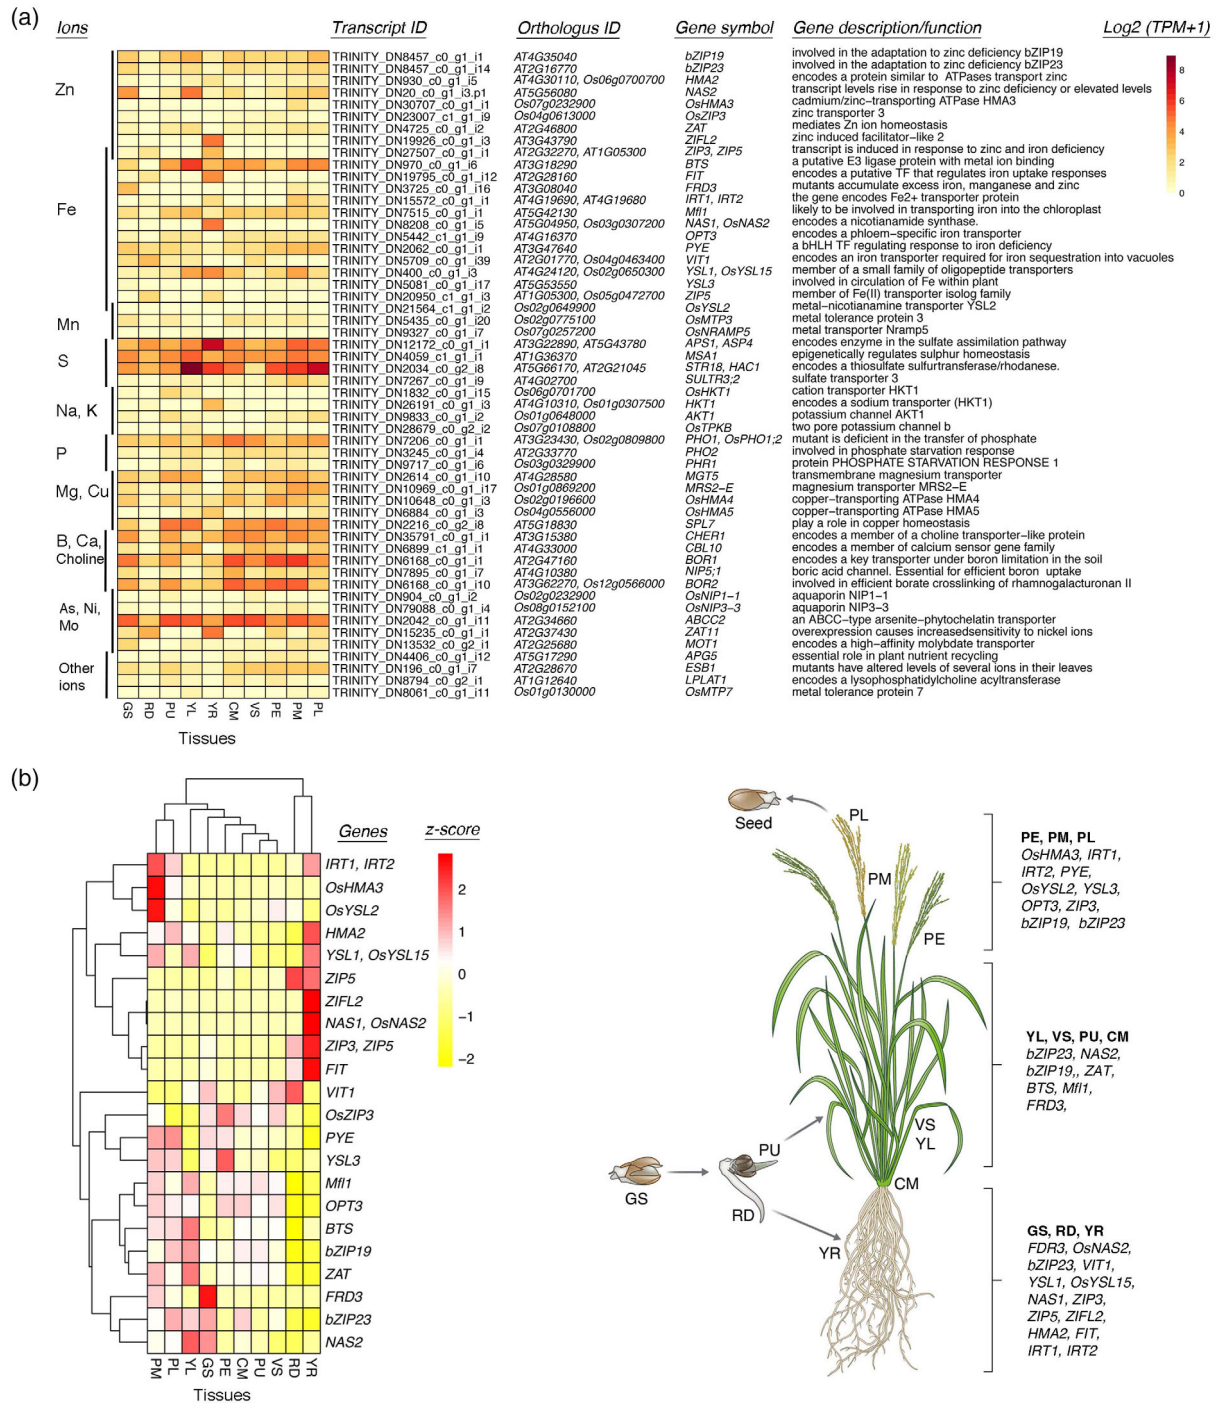 (a)
Ions Transcript ID Orthologus ID Gene symbol Gene description/function Log2 (TPM+1)
TRINITY_DN8457_c0_g1_i1 AT4G35040 bZIP19 involved in the adaptation to zinc deficiency bZIP19
TRINITY_DN8457_c0_g1_i14 AT2G16770 bZIP23 involved in the adaptation to zinc deficiency bZIP23
TRINITY_DN930_c0_g1_i5 AT4G30110, Os06g0700700 HMA2 encodes a protein similar to ATPases transport zinc
Zn TRINITY_DN20_c0_g1_i3.p1 AT5G56080 NAS2 transcript levels rise in response to zinc deficiency or elevated levels
TRINITY_DN30707_c0_g1_i1 Os07g0232900 OsHMA3 cadmium/zinc-transporting ATPase HMA3
TRINITY_DN23007_c1_g1_i9 Os04g0613000 OsZIP3 zinc transporter 3
TRINITY_DN4725_c0_g1_i2 AT2G46800 ZAT mediates Zn ion homeostasis
TRINITY_DN19926_c0_g1_i3 AT3G43790 ZIFL2 zinc induced facilitator-like 2
TRINITY_DN27507_c0_g1_i1 AT2G32270, AT1G05300 ZIP3, ZIP5 transcript is induced in response to zinc and iron deficiency
TRINITY_DN970_c0_g1_i6 AT3G18290 BTS a putative E3 ligase protein with metal ion binding
TRINITY_DN19795_c0_g1_i12 AT2G28160 FIT encodes a putative TF that regulates iron uptake responses
TRINITY_DN3725_c0_g1_i16 AT3G08040 FRD3 mutants accumulate excess iron, manganese and zinc
TRINITY_DN15572_c0_g1_i1 AT4G19690, AT4G19680 IRT1, IRT2 the gene encodes Fe2+ transporter protein
Fe TRINITY_DN7515_c0_g1_i1 AT5G42130 Mfl1 likely to be involved in transporting iron into the chloroplast
TRINITY_DN8208_c0_g1_i5 AT5G04950, Os03g0307200 NAS1, OsNAS2 encodes a nicotianamide synthase.
TRINITY_DN5442_c1_g1_i9 AT4G16370 OPT3 encodes a phloem-specific iron transporter
TRINITY_DN2062_c0_g1_i1 AT3G47640 PYE a bHLH TF regulating response to iron deficiency
TRINITY_DN5709_c0_g1_i39 AT2G01770, Os04g0463400 VIT1 encodes an iron transporter required for iron sequestration into vacuoles
TRINITY_DN400_c0_g1_i3 AT4G24120, Os02g0650300 YSL1, OsYSL15 member of a small family of oligopeptide transporters
TRINITY_DN5081_c0_g1_i17 AT5G53550 YSL3 involved in circulation of Fe within plant
TRINITY_DN20950_c1_g1_i3 AT1G05300, Os05g0472700 ZIP5 member of Fe(II) transporter isolog family
TRINITY_DN21564_c1_g1_i2 Os02g0649900 OsYSL2 metal-nicotianamine transporter YSL2
Mn TRINITY_DN5435_c0_g1_i20 Os02g0775100 OsMTP3 metal tolerance protein 3
TRINITY_DN9327_c0_g1_i7 Os07g0257200 OsNRAMP5 metal transporter Nramp5
TRINITY_DN12172_c0_g1_i1 AT3G22890, AT5G43780 APS1, ASP4 encodes enzyme in the sulfate assimilation pathway
S TRINITY_DN4059_c1_g1_i1 AT1G36370 MSA1 epigenetically regulates sulphur homeostasis
TRINITY_DN2034_c0_g2_i8 AT5G66170, AT2G21045 STR18, HAC1 encodes a thiosulfate sulfurtransferase/rhodanese.
TRINITY_DN7267_c0_g1_i9 AT4G02700 SULTR3;2 sulfate transporter 3
TRINITY_DN1832_c0_g1_i15 Os06g0701700 OsHKT1 cation transporter HKT1
Na, K TRINITY_DN26191_c0_g1_i3 AT4G10310, Os01g0307500 HKT1 encodes a sodium transporter (HKT1)
TRINITY_DN9833_c0_g1_i2 Os01g0648000 AKT1 potassium channel AKT1
TRINITY_DN28679_c0_g2_i2 Os07g0108800 OsTPKB two pore potassium channel b
TRINITY_DN7206_c0_g1_i1 AT3G23430, Os02g0809800 PHO1, OsPHO1;2 mutant is deficient in the transfer of phosphate
P TRINITY_DN3245_c0_g1_i4 AT2G33770 PHO2 involved in phosphate starvation response
TRINITY_DN9717_c0_g1_i6 Os03g0329900 PHR1 protein PHOSPHATE STARVATION RESPONSE 1
TRINITY_DN2614_c0_g1_i10 AT4G28580 MGT5 transmembrane magnesium transporter
Mg, Cu TRINITY_DN10969_c0_g1_i17 Os01g0869200 MRS2-E magnesium transporter MRS2-E
TRINITY_DN10648_c0_g1_i3 Os02g0196600 OsHMA4 copper-transporting ATPase HMA4
TRINITY_DN6884_c0_g1_i3 Os04g0556000 OsHMA5 copper-transporting ATPase HMA5
TRINITY_DN2216_c0_g2_i8 AT5G18830 SPL7 play a role in copper homeostasis
B, Ca, TRINITY_DN35791_c0_g1_i1 AT3G15380 CHER1 encodes a member of a choline transporter-like protein
TRINITY_DN6899_c1_g1_i1 AT4G33000 CBL10 encodes a member of calcium sensor gene family
Choline TRINITY_DN6168_c0_g1_i1 AT2G47160 BOR1 encodes a key transporter under boron limitation in the soil
TRINITY_DN7895_c0_g1_i7 AT4G10380 NIP5;1 boric acid channel. Essential for efficient boron uptake
TRINITY_DN6168_c0_g1_i10 AT3G62270, Os12g0566000 BOR2 involved in efficient borate crosslinking of rhamnogalacturonan II
TRINITY_DN904_c0_g1_i2 Os02g0232900 OsNIP1-1 aquaporin NIP1-1
As, Ni, TRINITY_DN79088_c0_g1_i4 Os08g0152100 OsNIP3-3 aquaporin NIP3-3
Mo TRINITY_DN2042_c0_g1_i11 AT2G34660 ABCC2 an ABCC-type arsenite-phytochelatin transporter
TRINITY_DN15235_c0_g1_i1 AT2G37430 ZAT11 overexpression causes increasedsensitivity to nickel ions
TRINITY_DN13532_c0_g2_i1 AT2G25680 MOT1 encodes a high-affinity molybdate transporter
TRINITY_DN4406_c0_g1_i12 AT5G17290 APG5 essential role in plant nutrient recycling
Other TRINITY_DN196_c0_g1_i7 AT2G28670 ESB1 mutants have altered levels of several ions in their leaves
ions TRINITY_DN8794_c0_g2_i1 AT1G12640 LPLAT1 encodes a lysophosphatidylcholine acyltransferase
TRINITY_DN8061_c0_g1_i11 Os01g0130000 OsMTP7 metal tolerance protein 7
8
6
4
2
0
GS RD PU YL YR CM VS PE PM PL
Tissues
(b)
Genes z-score
IRT1, IRT2
OsHMA3
OsYSL2
HMA2
YSL1, OsYSL15
ZIP5
ZIFL2
NAS1, OsNAS2
ZIP3, ZIP5
FIT
VIT1
OsZIP3
PYE
YSL3
Mfl1
OPT3
BTS
bZIP19
ZAT
FRD3
bZIP23
NAS2
2
1
0
−1
−2
PM PL YL GS PE CM PU VS RD YR
Tissues
Seed
PL
PM
PE
VS
YL
PU
CM
GS
RD
YR
PE, PM, PL
OsHMA3, IRT1,
IRT2, PYE,
OsYSL2, YSL3,
OPT3, ZIP3,
bZIP19, bZIP23
YL, VS, PU, CM
bZIP23, NAS2,
bZIP19,, ZAT,
BTS, Mfl1,
FRD3,
GS, RD, YR
FDR3, OsNAS2,
bZIP23, VIT1,
YSL1, OsYSL15,
NAS1, ZIP3,
ZIP5, ZIFL2,
HMA2, FIT,
IRT1, IRT2